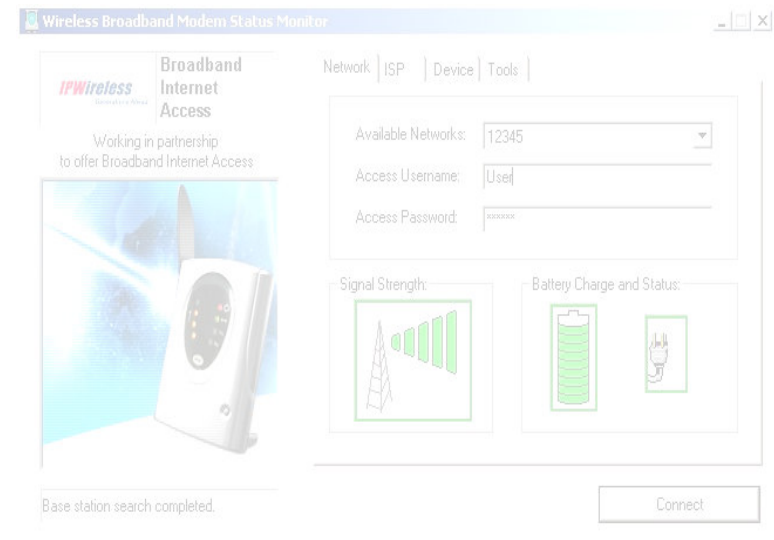 Wireless Broadband Modem Status Monitor
IPWireless
Broadband
Internet
Access
Working in partnership
to offer Broadband Internet Access
Network ISP Device Tools
Available Networks: 12345
Access Username: User
Access Password: xxxxxx
Signal Strength:
Battery Charge and Status:
Base station search completed.
Connect